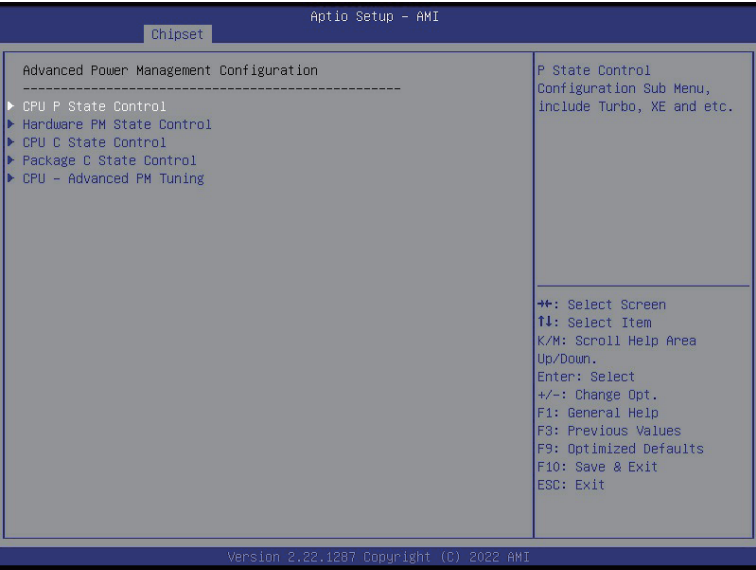 Aptio Setup – AMI
Chipset
Advanced Power Management Configuration
------------------------------------------------
CPU P State Control
Hardware PM State Control
CPU C State Control
Package C State Control
CPU – Advanced PM Tuning
P State Control
Configuration Sub Menu,
include Turbo, XE and etc.
→←: Select Screen
↑↓: Select Item
K/M: Scroll Help Area
Up/Down.
Enter: Select
+/-: Change Opt.
F1: General Help
F3: Previous Values
F9: Optimized Defaults
F10: Save & Exit
ESC: Exit
Version 2.22.1287 Copyright (C) 2022 AMI